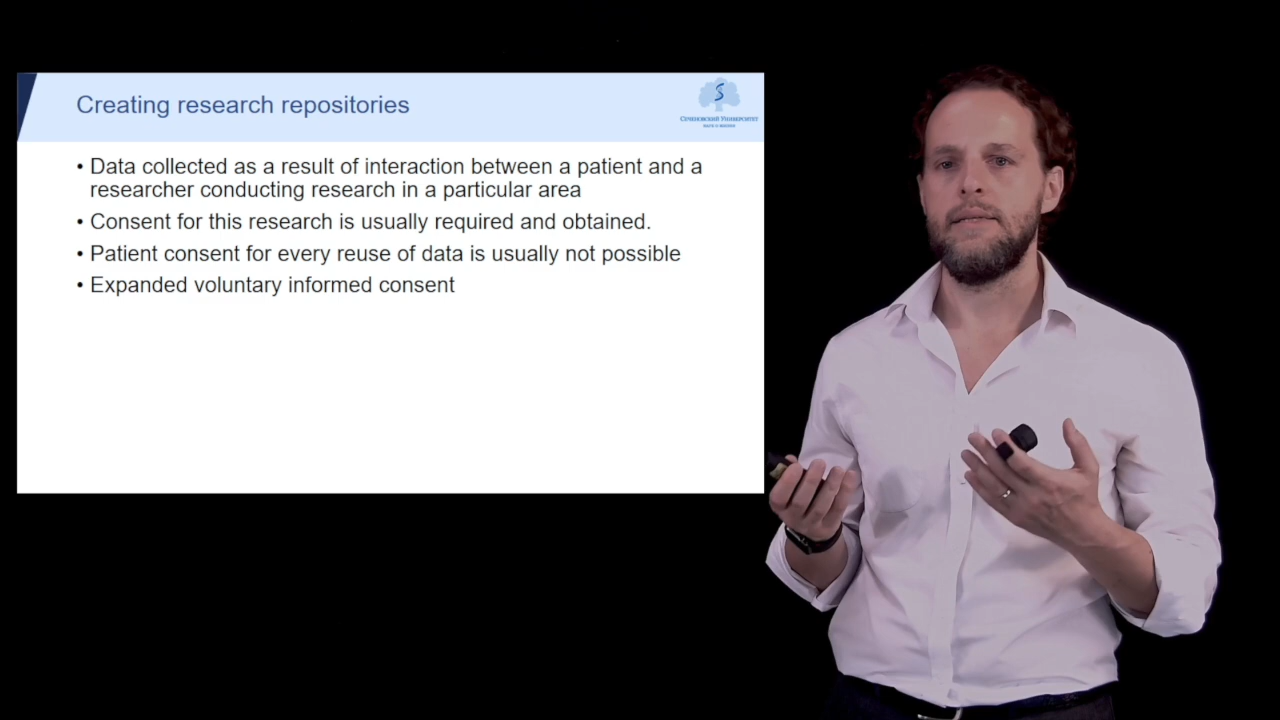 Creating research repositories
Сеченовский Университет
• Data collected as a result of interaction between a patient and a
researcher conducting research in a particular area
• Consent for this research is usually required and obtained.
• Patient consent for every reuse of data is usually not possible
• Expanded voluntary informed consent